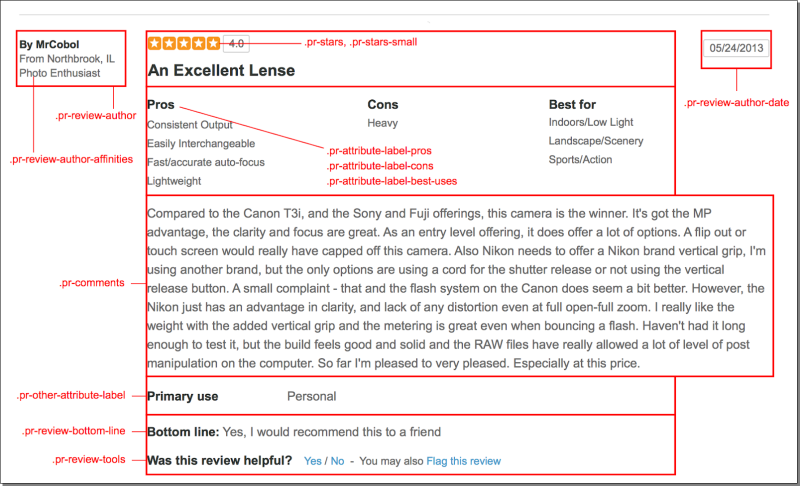 By MrCobol
From Northbrook, IL
Photo Enthusiast
.pr-review-author
.pr-review-author-affinities
4.0
.pr-stars, .pr-stars-small
An Excellent Lense
05/24/2013
.pr-review-author-date
Pros
Consistent Output
Easily Interchangeable
Fast/accurate auto-focus
Lightweight
Cons
Heavy
Best for
Indoors/Low Light
Landscape/Scenery
Sports/Action
.pr-attribute-label-pros
.pr-attribute-label-cons
.pr-attribute-label-best-uses
.pr-comments
Compared to the Canon T3i, and the Sony and Fuji offerings, this camera is the winner. It's got the MP
advantage, the clarity and focus are great. As an entry level offering, it does offer a lot of options. A flip out or
touch screen would really have capped off this camera. Also Nikon needs to offer a Nikon brand vertical grip, I'm
using another brand, but the only options are using a cord for the shutter release or not using the vertical
release button. A small complaint - that and the flash system on the Canon does seem a bit better. However, the
Nikon just has an advantage in clarity, and lack of any distortion even at full open-full zoom. I really like the
weight with the added vertical grip and the metering is great even when bouncing a flash. Haven't had it long
enough to test it, but the build feels good and solid and the RAW files have really allowed a lot of level of post
manipulation on the computer. So far I'm pleased to very pleased. Especially at this price.
.pr-other-attribute-label
Primary use Personal
.pr-review-bottom-line
Bottom line: Yes, I would recommend this to a friend
.pr-review-tools
Was this review helpful? Yes / No - You may also Flag this review